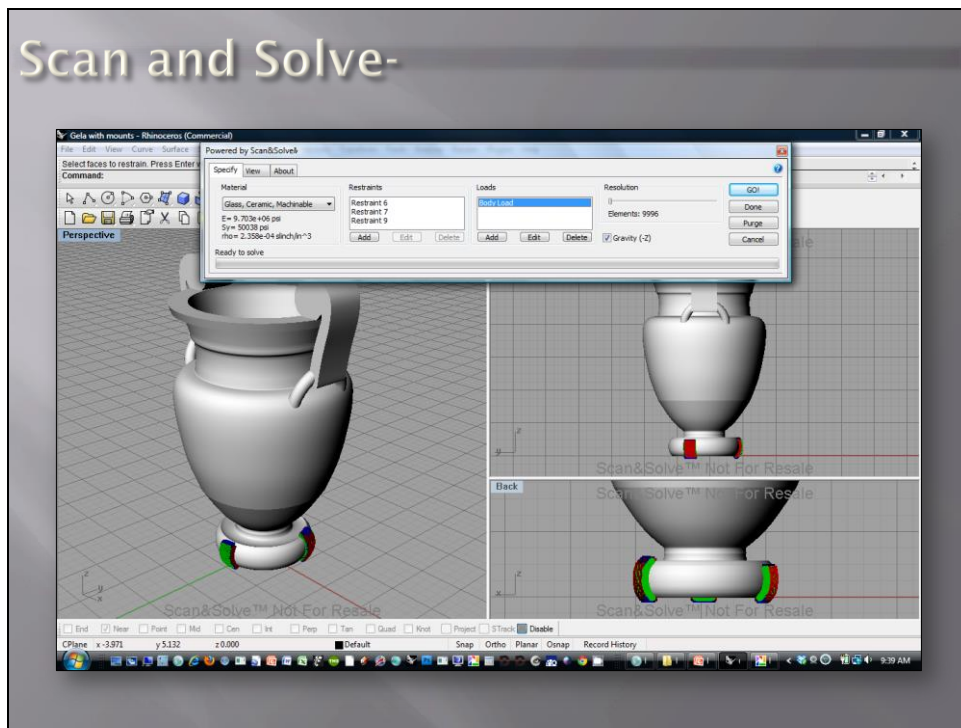 Scan and Solve-
Gela with mounts - Rhinoceros (Commercial)
File Edit View Curve Surface
Powered by Scan&Solve
Select faces to restrain. Press Enter
Command:
Specify View About
Material
Restraints
Loads
Resolution
Glass, Ceramic, Machinable
Restraint 6
Restraint 7
Restraint 9
Body Load
Elements: 9996
E= 9.703e+06 psi
Sy= 50038 psi
rho= 2.358e-04 slinch/in^3
Add Edit Delete
Add Edit Delete
Gravity (-Z)
GO!
Done
Purge
Cancel
Ready to solve
Perspective
z
y
x
Scan&Solve™ Not For Resale
z
y
Scan&Solve™ Not For Resale
Back
Scan&Solve™ Not For Resale
z
x
Scan&Solve™ Not For Resale
End Near Point Mid Cen Int Perp Tan Quad Knot Project STrack Disable
CPlane x -3.971 y 5.132 z 0.000 Default Snap Ortho Planar Osnap Record History
9:39 AM